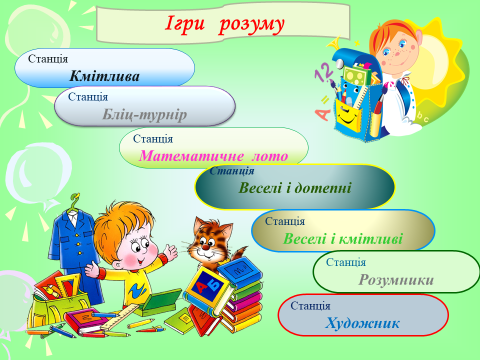 Ігри розуму
Станція
Кмітлива
Станція
Бліц-турнір
Станція
Математичне лото
Станція
Веселі і дотепні
Станція
Веселі і кмітливі
Станція
Розумники
Станція
Художник
12
А
=
А
Б